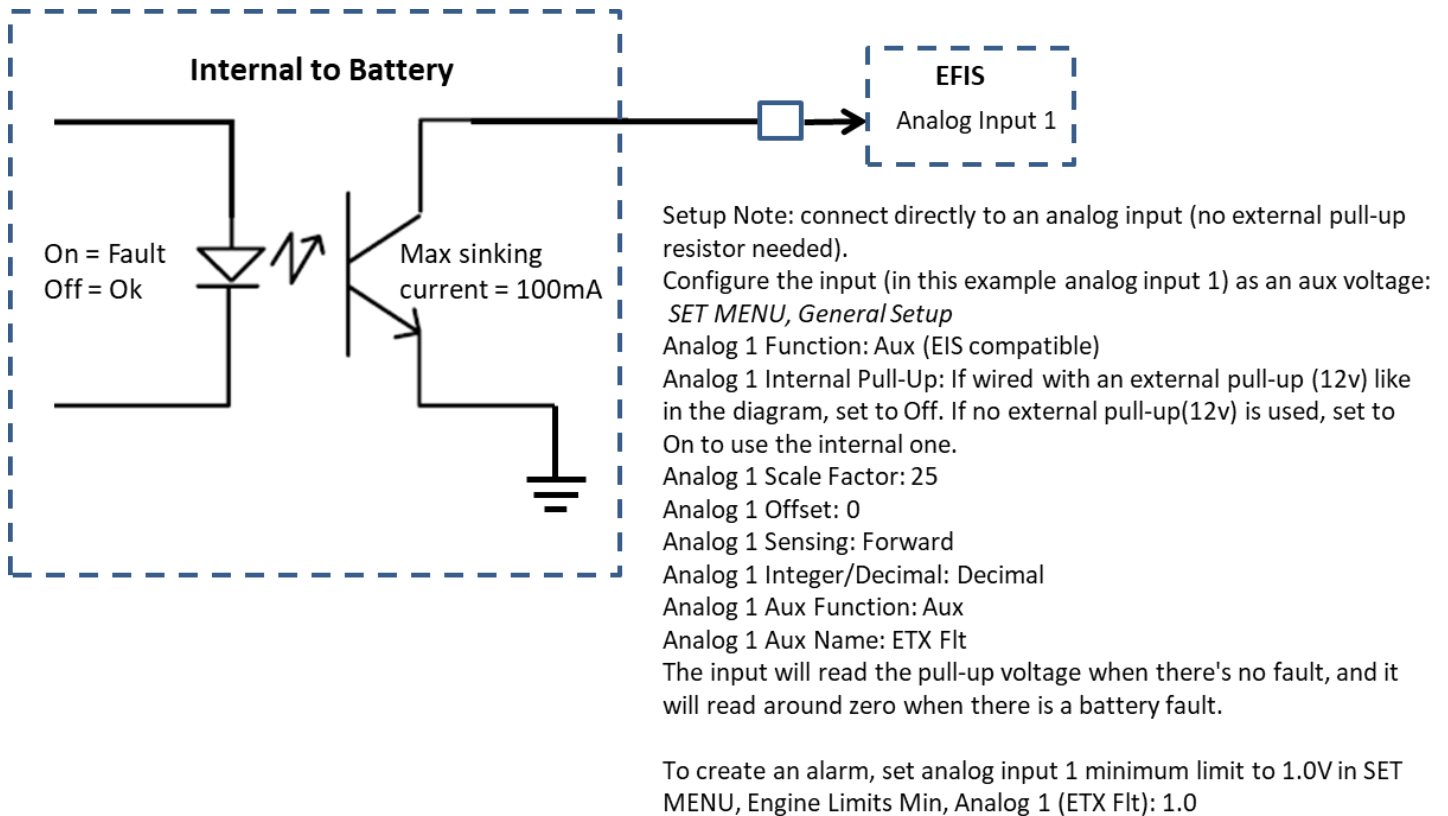 Internal to Battery
EFIS
Analog Input 1
On = Fault
Off = Ok
Max sinking
current = 100mA
Setup Note: connect directly to an analog input (no external pull-up
resistor needed).
Configure the input (in this example analog input 1) as an aux voltage:
SET MENU, General Setup
Analog 1 Function: Aux (EIS compatible)
Analog 1 Internal Pull-Up: If wired with an external pull-up (12v) like
in the diagram, set to Off. If no external pull-up(12v) is used, set to
On to use the internal one.
Analog 1 Scale Factor: 25
Analog 1 Offset: 0
Analog 1 Sensing: Forward
Analog 1 Integer/Decimal: Decimal
Analog 1 Aux Function: Aux
Analog 1 Aux Name: ETX Flt
The input will read the pull-up voltage when there's no fault, and it
will read around zero when there is a battery fault.
To create an alarm, set analog input 1 minimum limit to 1.0V in SET
MENU, Engine Limits Min, Analog 1 (ETX Flt): 1.0